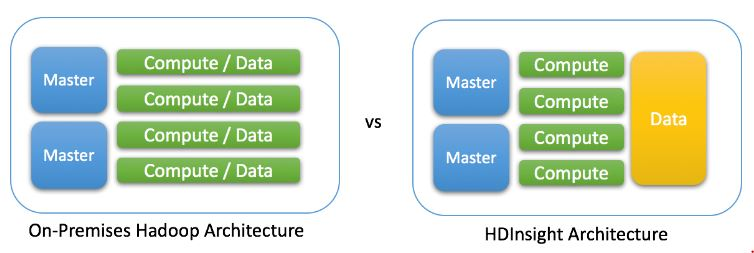 Master
Compute / Data
Compute / Data
Master
Compute / Data
Compute / Data
On-Premises Hadoop Architecture
vs
Master
Compute
Compute
Master
Compute
Compute
Data
HDInsight Architecture